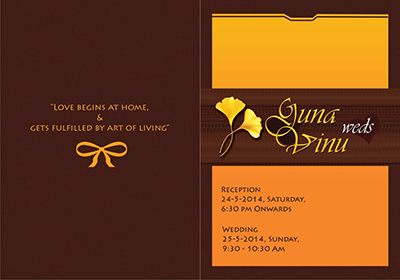 "Love begins at home,
&
gets fulfilled by art of living"
Guna
weds
Vinu
Reception
24-5-2014, Saturday,
6:30 pm Onwards
Wedding
25-5-2014, Sunday,
9:30 - 10:30 Am